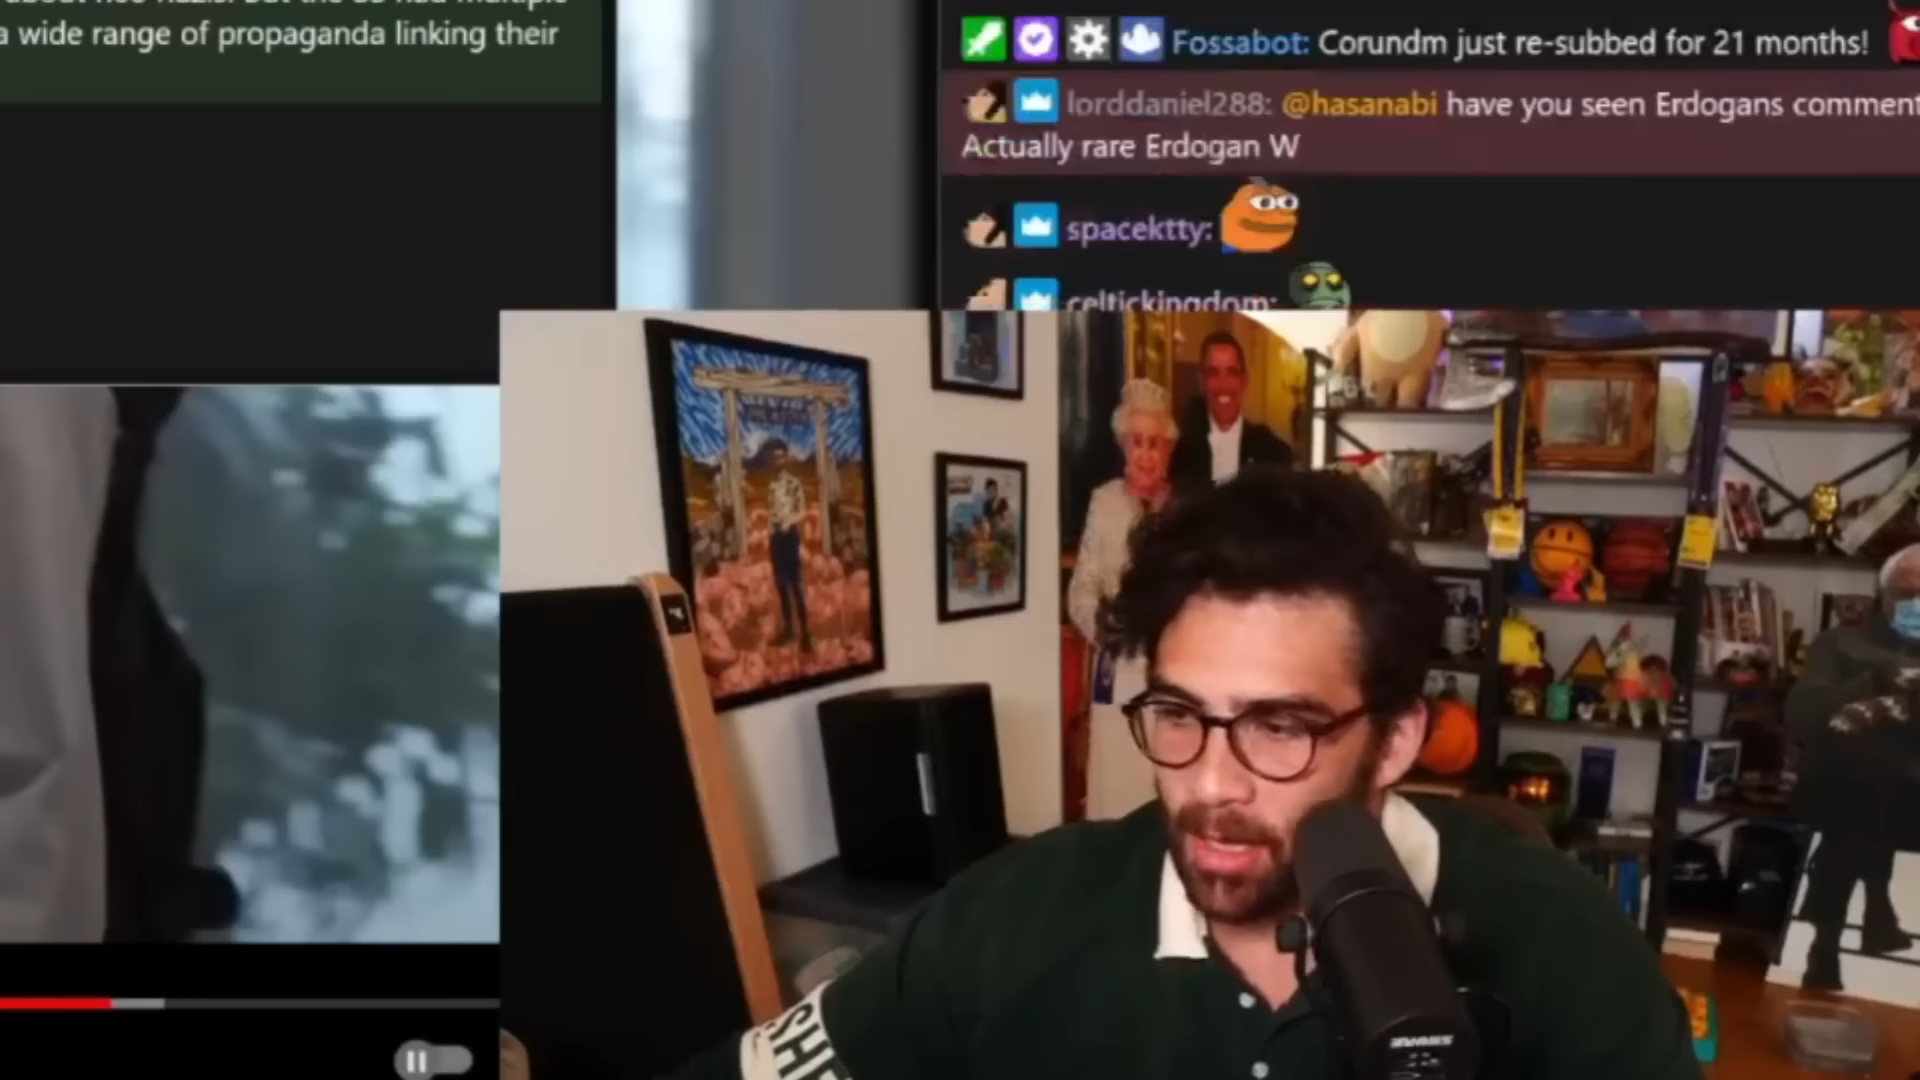 a wide range of propaganda linking their
Fossabot: Corundm just re-subbed for 21 months!
lorddaniel288: @hasanabi have you seen Erdogans comment
Actually rare Erdogan W
spacektty:
celtickingdom: